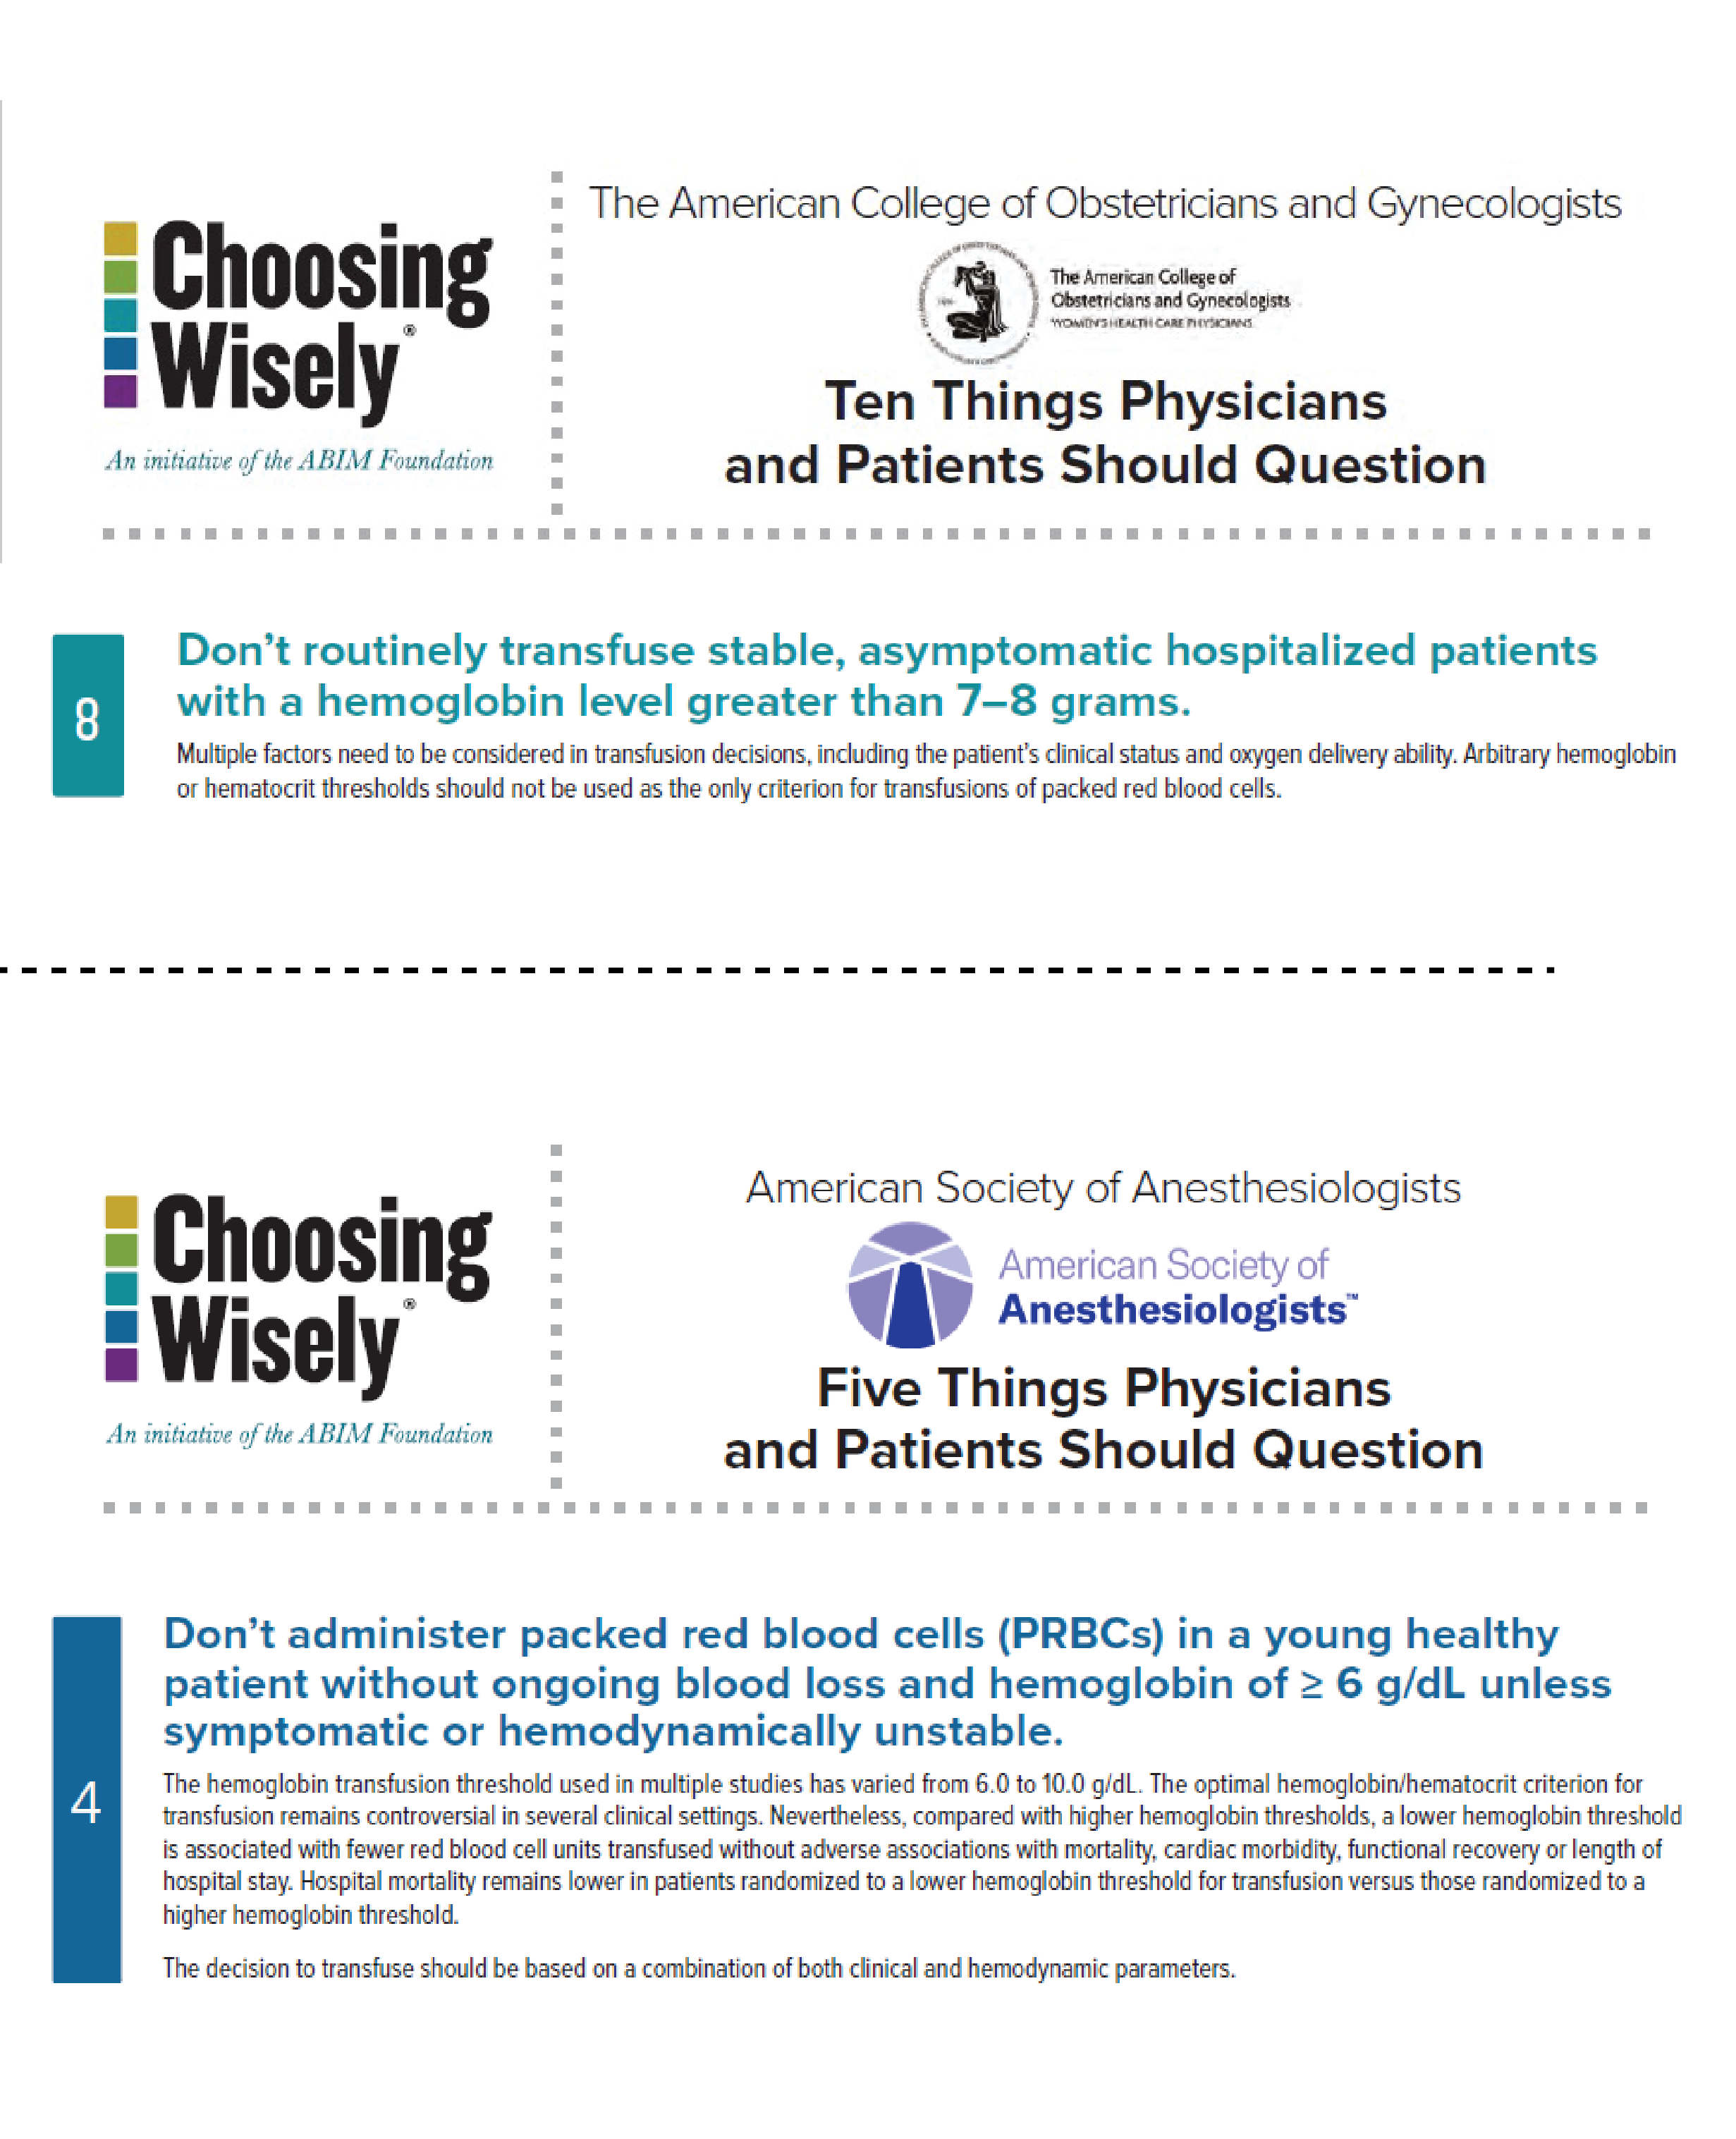 The American College of Obstetricians and Gynecologists
Choosing
Wisely®
An initiative of the ABIM Foundation
The American College of
Obstetricians and Gynecologists
WOMEN'S HEALTH CARE PHYSICIANS
Ten Things Physicians
and Patients Should Question
8
Don't routinely transfuse stable, asymptomatic hospitalized patients
with a hemoglobin level greater than 7–8 grams.
Multiple factors need to be considered in transfusion decisions, including the patient's clinical status and oxygen delivery ability. Arbitrary hemoglobin
or hematocrit thresholds should not be used as the only criterion for transfusions of packed red blood cells.
American Society of Anesthesiologists
Choosing
Wisely®
An initiative of the ABIM Foundation
American Society of
Anesthesiologists™
Five Things Physicians
and Patients Should Question
4
Don't administer packed red blood cells (PRBCs) in a young healthy
patient without ongoing blood loss and hemoglobin of ≥ 6 g/dL unless
symptomatic or hemodynamically unstable.
The hemoglobin transfusion threshold used in multiple studies has varied from 6.0 to 10.0 g/dL. The optimal hemoglobin/hematocrit criterion for
transfusion remains controversial in several clinical settings. Nevertheless, compared with higher hemoglobin thresholds, a lower hemoglobin threshold
is associated with fewer red blood cell units transfused without adverse associations with mortality, cardiac morbidity, functional recovery or length of
hospital stay. Hospital mortality remains lower in patients randomized to a lower hemoglobin threshold for transfusion versus those randomized to a
higher hemoglobin threshold.
The decision to transfuse should be based on a combination of both clinical and hemodynamic parameters.